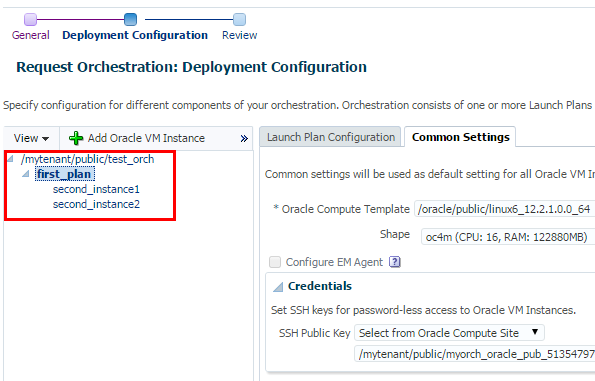 General Deployment Configuration Review
Request Orchestration: Deployment Configuration
Specify configuration for different components of your orchestration. Orchestration consists of one or more Launch Plans
View Add Oracle VM Instance »
/mytenant/public/test_orch
first_plan
second_instance1
second_instance2
Launch Plan Configuration Common Settings
Common settings will be used as default setting for all Oracle VM In
* Oracle Compute Template /oracle/public/linux6_12.2.1.0.0_64
Shape oc4m (CPU: 16, RAM: 122880MB)
Configure EM Agent ?
Credentials
Set SSH keys for password-less access to Oracle VM Instances.
SSH Public Key Select from Oracle Compute Site
/mytenant/public/myorch_oracle_pub_51354797